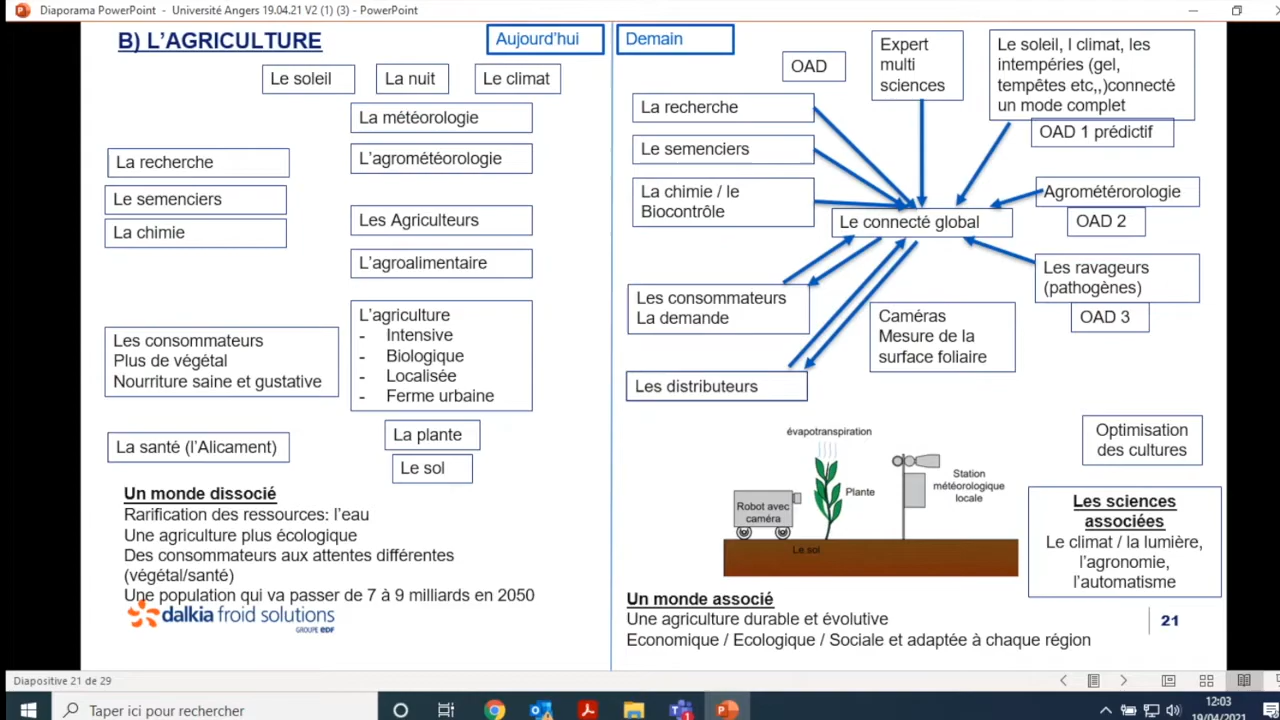 Diaporama PowerPoint - Université Angers 19.04.21 V2 (1) (3) - PowerPoint
B) L'AGRICULTURE
Aujourd'hui
Le soleil
La nuit
Le climat
La météorologie
La recherche
L'agrométéorologie
Le semenciers
Les Agriculteurs
La chimie
L'agroalimentaire
Les consommateurs
Plus de végétal
Nourriture saine et gustative
L'agriculture
- Intensive
- Biologique
- Localisée
- Ferme urbaine
La santé (l'Alicament)
La plante
Le sol
Un monde dissocié
Rarification des ressources: l'eau
Une agriculture plus écologique
Des consommateurs aux attentes différentes
(végétal/santé)
Une population qui va passer de 7 à 9 milliards en 2050
dalkia froid solutions
GROUPE EDF
Demain
OAD
Expert
multi
sciences
Le soleil, l climat, les
intempéries (gel,
tempêtes etc,,)connecté
un mode complet
OAD 1 prédictif
La recherche
Le semenciers
La chimie / le
Biocontrôle
Agrométérorologie
OAD 2
Le connecté global
Les ravageurs
(pathogènes)
OAD 3
Les consommateurs
La demande
Caméras
Mesure de la
surface foliaire
Les distributeurs
évapotranspiration
Plante
Station
météorologique
locale
Robot avec
caméra
Le sol
Optimisation
des cultures
Les sciences
associées
Le climat / la lumière,
l'agronomie,
l'automatisme
Un monde associé
Une agriculture durable et évolutive
Economique / Ecologique / Sociale et adaptée à chaque région
21
Diapositive 21 de 29
Taper ici pour rechercher
12:03
19/04/2021